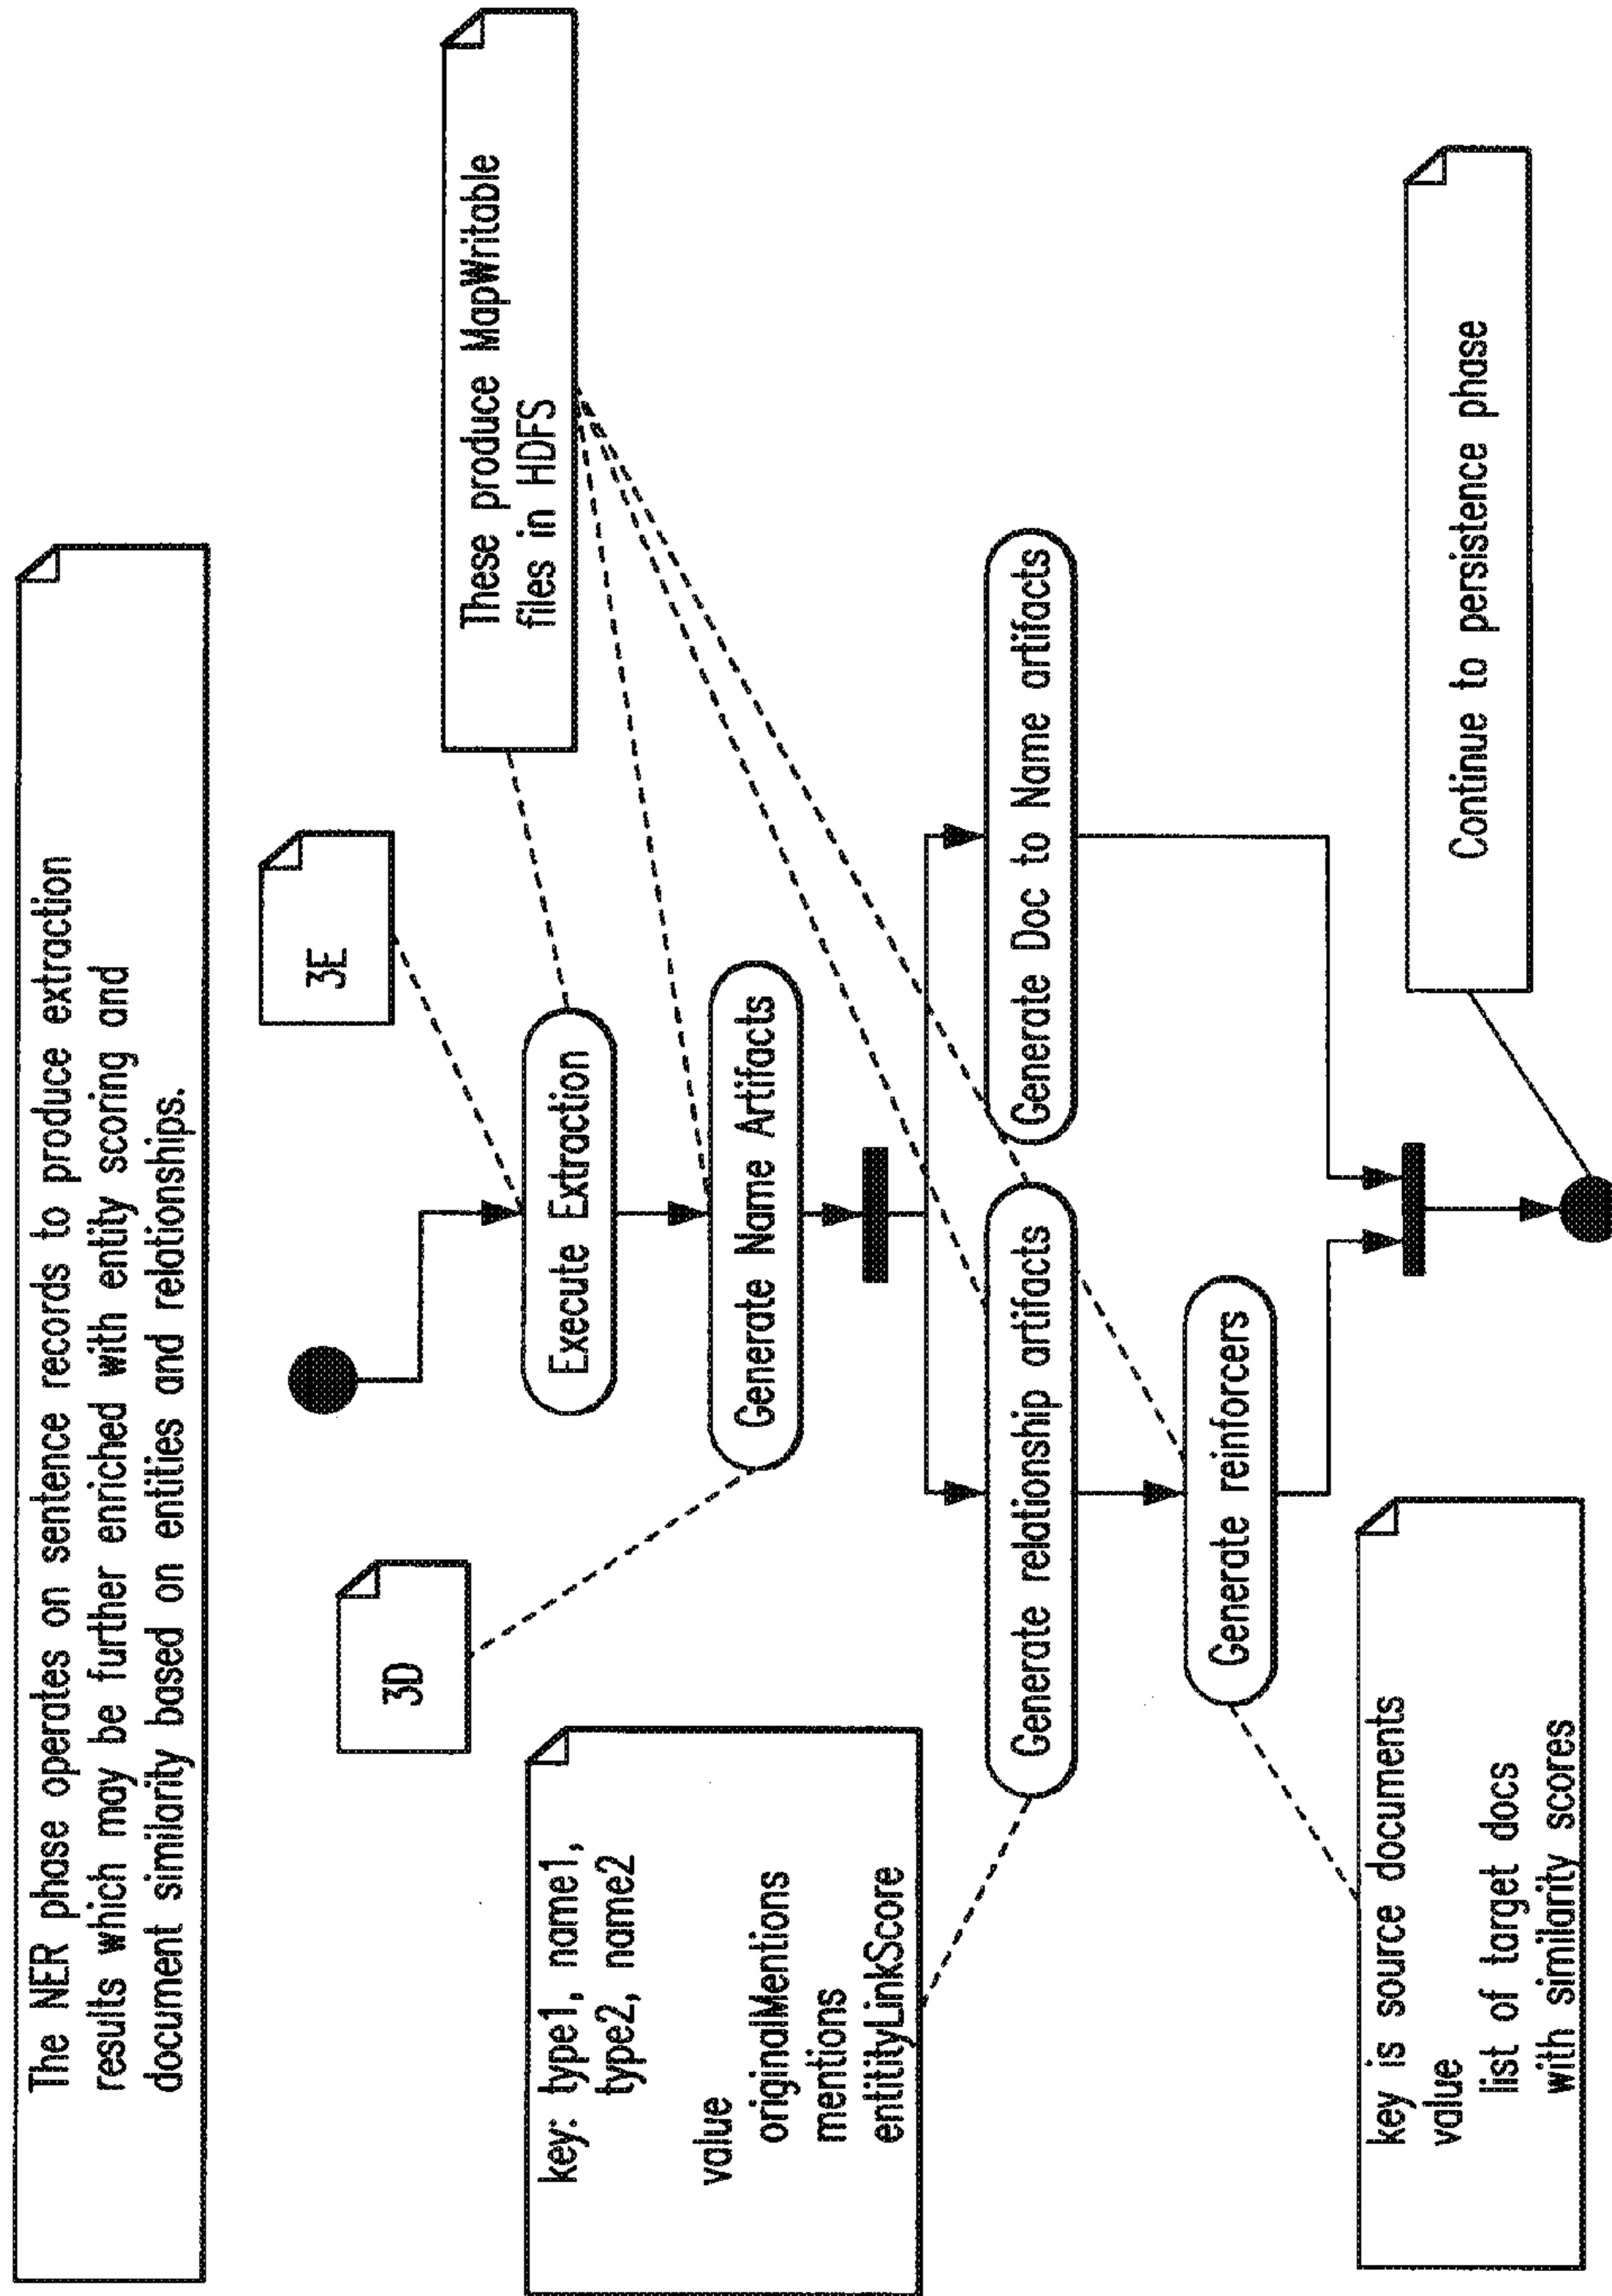 The NER phase operates on sentence records to produce extraction
results which may be further enriched with entity scoring and
document similarity based on entities and relationships.
3E
3D
These produce MapWritable
files in HDFS
Execute Extraction
Generate Name Artifacts
key: type1, name1,
type2, name2
value
originalMentions
mentions
entitityLinkScore
Generate relationship artifacts
Generate Doc to Name artifacts
Generate reinforcers
key is source documents
value
list of target docs
with similarity scores
Continue to persistence phase